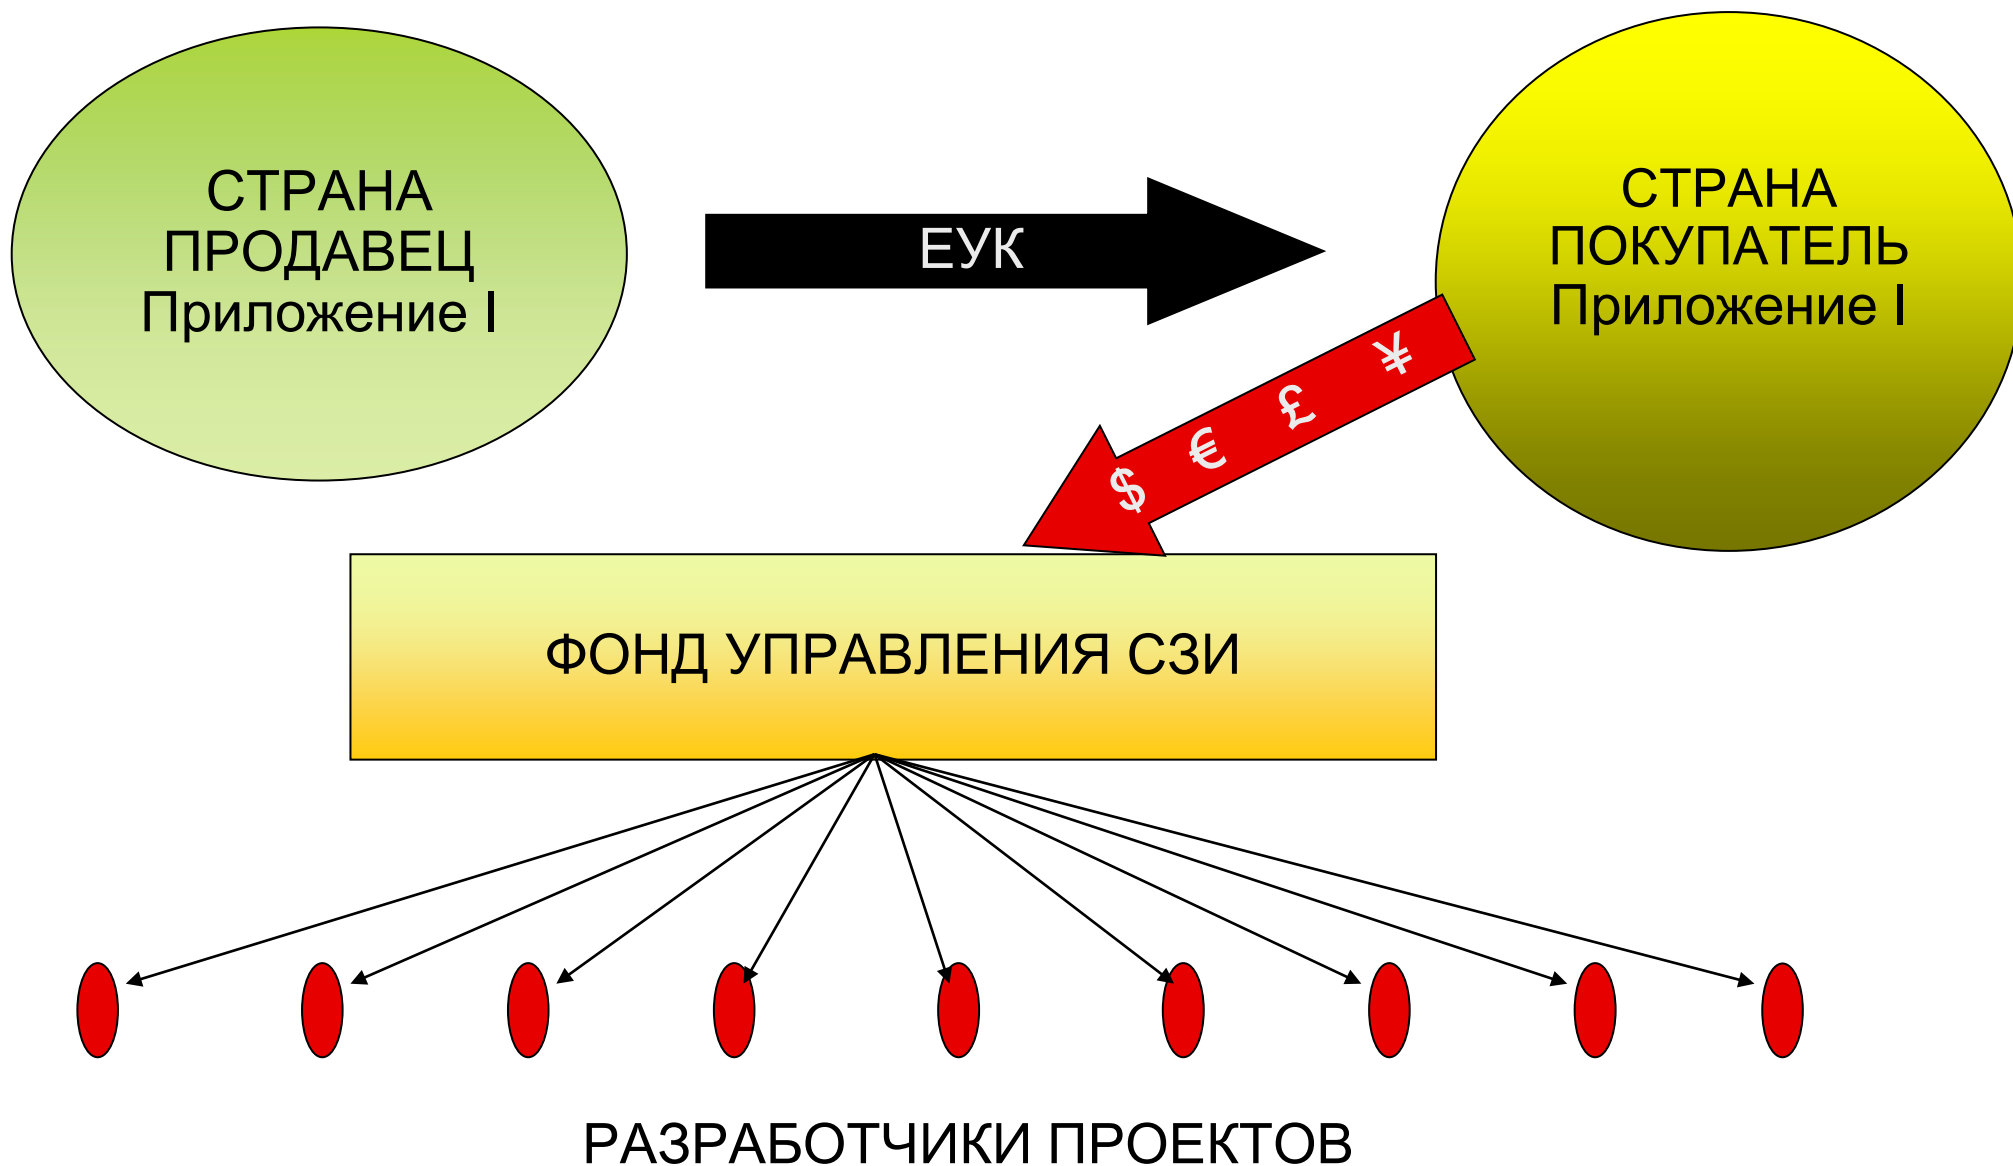 СТРАНА
ПРОДАВЕЦ
Приложение I
ЕУК
СТРАНА
ПОКУПАТЕЛЬ
Приложение I
$ € £ ¥
ФОНД УПРАВЛЕНИЯ СЗИ
РАЗРАБОТЧИКИ ПРОЕКТОВ